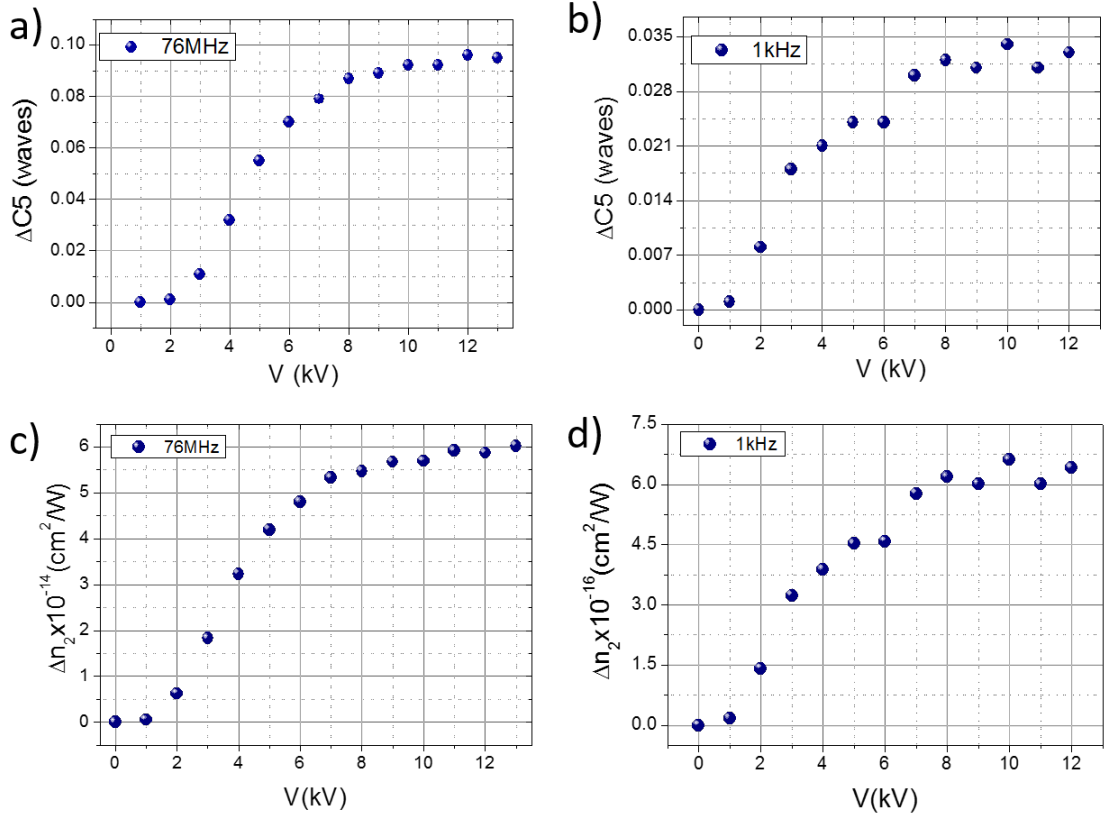 a)
76MHz
0.10
0.08
0.06
0.04
0.02
0.00
ΔC5 (waves)
0 2 4 6 8 10 12
V (kV)
b)
1kHz
0.035
0.028
0.021
0.014
0.007
0.000
ΔC5 (waves)
0 2 4 6 8 10 12
V (kV)
c)
76MHz
6
5
4
3
2
1
0
Δn₂x10⁻¹⁴(cm²/W)
0 2 4 6 8 10 12
V(kV)
d)
1kHz
7.5
6.0
4.5
3.0
1.5
0.0
Δn₂x10⁻¹⁶(cm²/W)
0 2 4 6 8 10 12
V(kV)